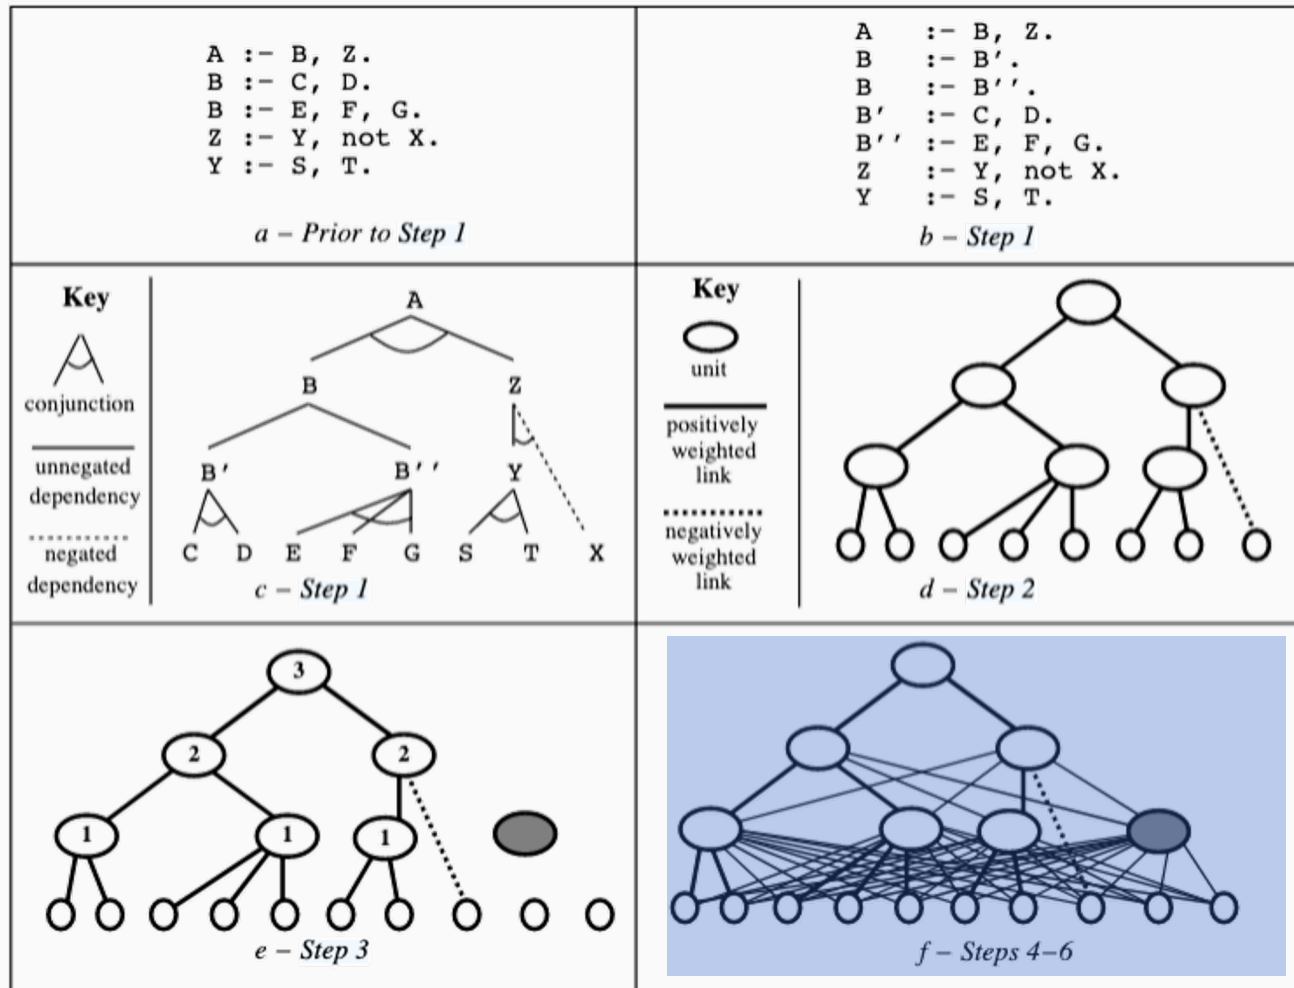 A :- B, Z.
B :- C, D.
B :- E, F, G.
Z :- Y, not X.
Y :- S, T.
a – Prior to Step 1
A :- B, Z.
B :- B'.
B :- B''.
B' :- C, D.
B'' :- E, F, G.
Z :- Y, not X.
Y :- S, T.
b – Step 1
Key
conjunction
unnegated
dependency
negated
dependency
A
B Z
B' B'' Y
C D E F G S T X
c – Step 1
Key
unit
positively
weighted
link
negatively
weighted
link
d – Step 2
3
2 2
1 1 1
e – Step 3
f – Steps 4–6